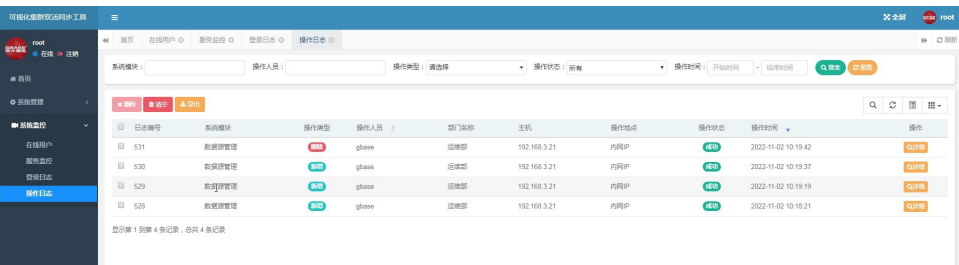 可视化集群双活同步工具
全屏
root
root
在线 注销
首页
系统管理
系统监控
在线用户
服务监控
登录日志
操作日志
首页 在线用户 服务监控 登录日志 操作日志 刷新
系统模块： 操作人员： 操作类型： 请选择 操作状态： 所有 操作时间： 开始时间 - 结束时间 搜索 重置
删除 清空 导出
日志编号 系统模块 操作类型 操作人员 部门名称 主机 操作地点 操作状态 操作时间 操作
531 数据源管理 删除 gbase 运维部 192.168.3.21 内网IP 成功 2022-11-02 10:19:42 详细
530 数据源管理 新增 gbase 运维部 192.168.3.21 内网IP 成功 2022-11-02 10:19:37 详细
529 数据源管理 新增 gbase 运维部 192.168.3.21 内网IP 成功 2022-11-02 10:19:19 详细
528 数据源管理 新增 gbase 运维部 192.168.3.21 内网IP 成功 2022-11-02 10:18:21 详细
显示第 1 到第 4 条记录，总共 4 条记录